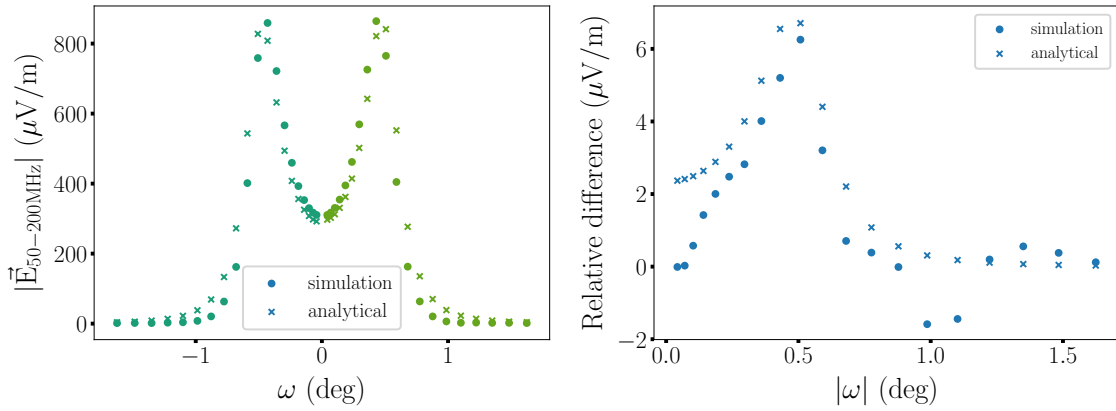 |E⃗₅₀₋₂₀₀MHz| (μV/m)
800
600
400
200
0
simulation
analytical
−1
0
1
ω (deg)
Relative difference (μV/m)
6
4
2
0
−2
simulation
analytical
0.0
0.5
1.0
1.5
|ω| (deg)